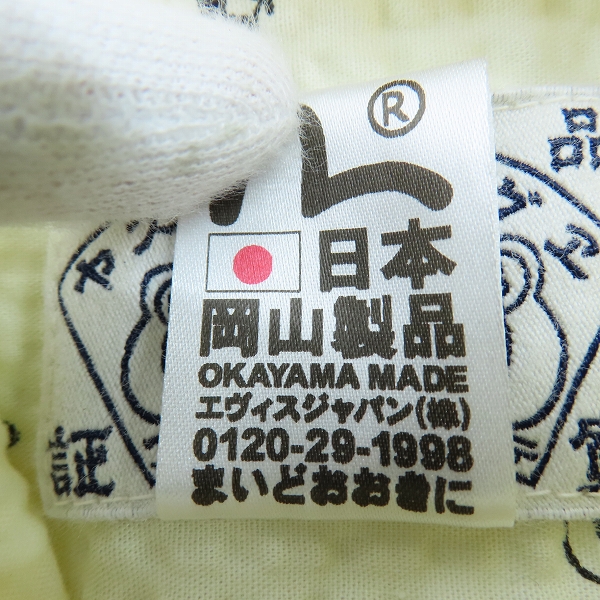 ®
日本
岡山製品
OKAYAMA MADE
エヴィスジャパン(株)
0120-29-1998
まいどおおきに
品